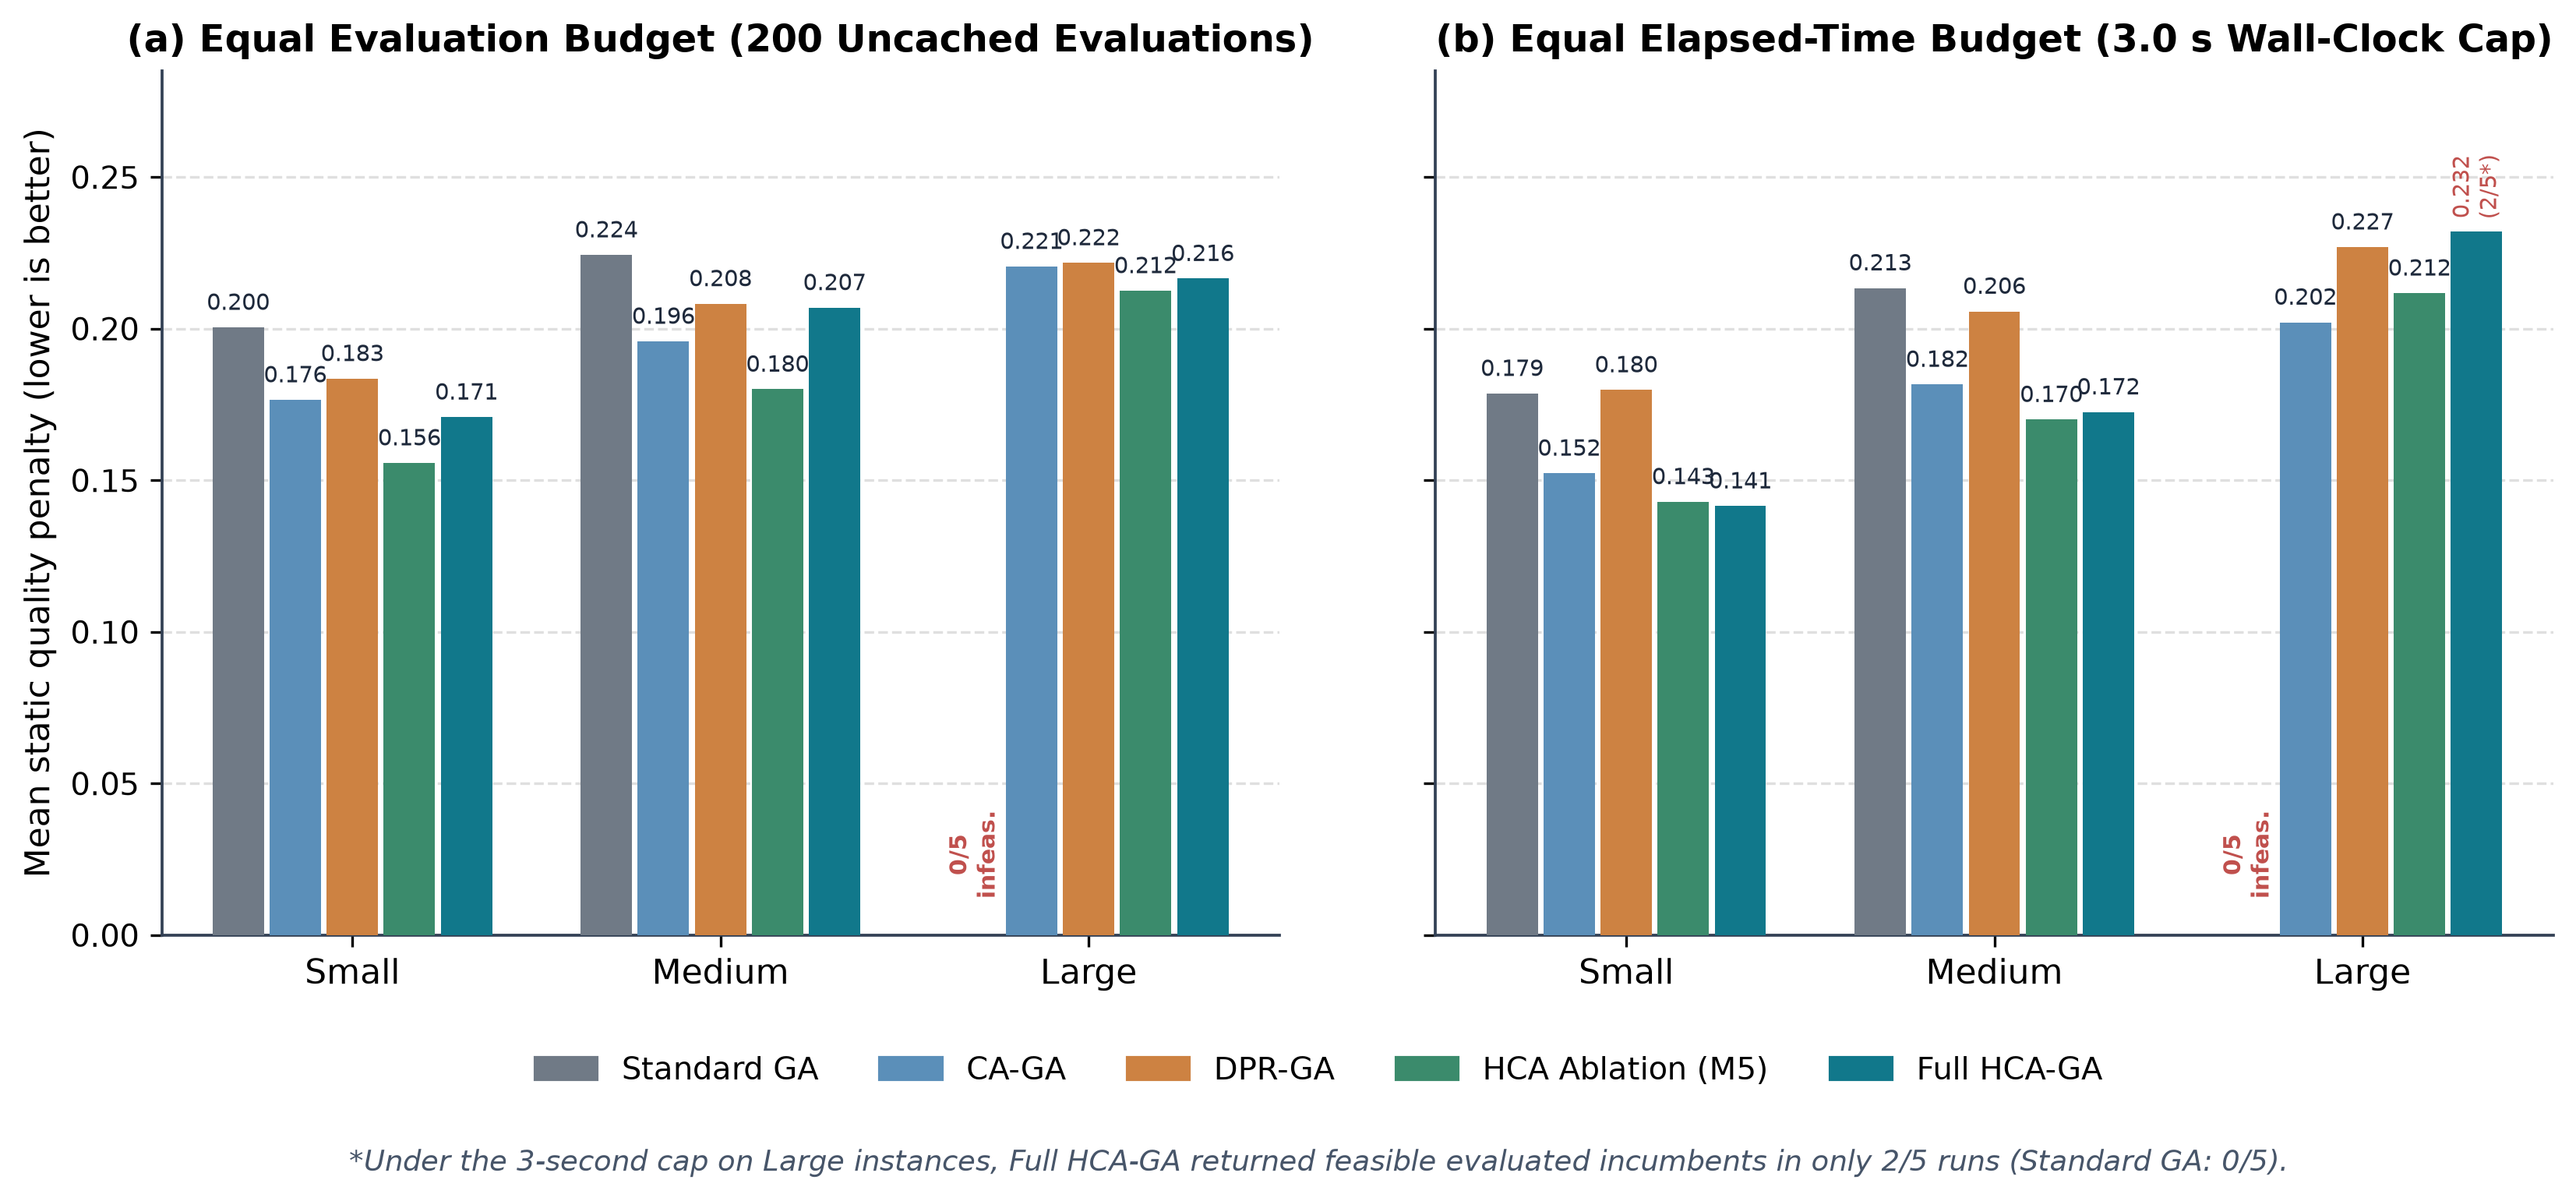 (a) Equal Evaluation Budget (200 Uncached Evaluations)
Mean static quality penalty (lower is better)
0.25
0.20
0.15
0.10
0.05
0.00
0.200
0.176
0.183
0.156
0.171
0.224
0.196
0.208
0.180
0.207
0/5
infeas.
0.221
0.222
0.212
0.216
Small
Medium
Large
(b) Equal Elapsed-Time Budget (3.0 s Wall-Clock Cap)
0.179
0.152
0.180
0.143
0.141
0.213
0.182
0.206
0.170
0.172
0/5
infeas.
0.202
0.227
0.212
0.232
(2/5*)
Small
Medium
Large
Standard GA
CA-GA
DPR-GA
HCA Ablation (M5)
Full HCA-GA
*Under the 3-second cap on Large instances, Full HCA-GA returned feasible evaluated incumbents in only 2/5 runs (Standard GA: 0/5).